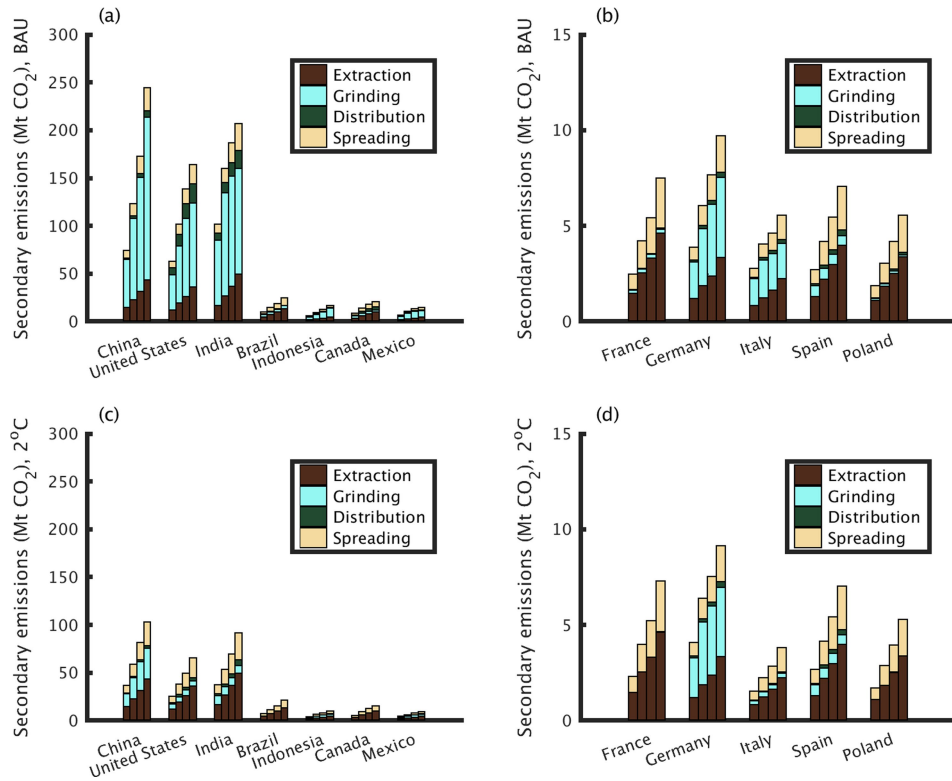 (a)
Secondary emissions (Mt CO2), BAU
300
250
200
150
100
50
0
Extraction
Grinding
Distribution
Spreading
China
United States
India
Brazil
Indonesia
Canada
Mexico
(b)
Secondary emissions (Mt CO2), BAU
15
10
5
0
Extraction
Grinding
Distribution
Spreading
France
Germany
Italy
Spain
Poland
(c)
Secondary emissions (Mt CO2), 2°C
300
250
200
150
100
50
0
Extraction
Grinding
Distribution
Spreading
China
United States
India
Brazil
Indonesia
Canada
Mexico
(d)
Secondary emissions (Mt CO2), 2°C
15
10
5
0
Extraction
Grinding
Distribution
Spreading
France
Germany
Italy
Spain
Poland